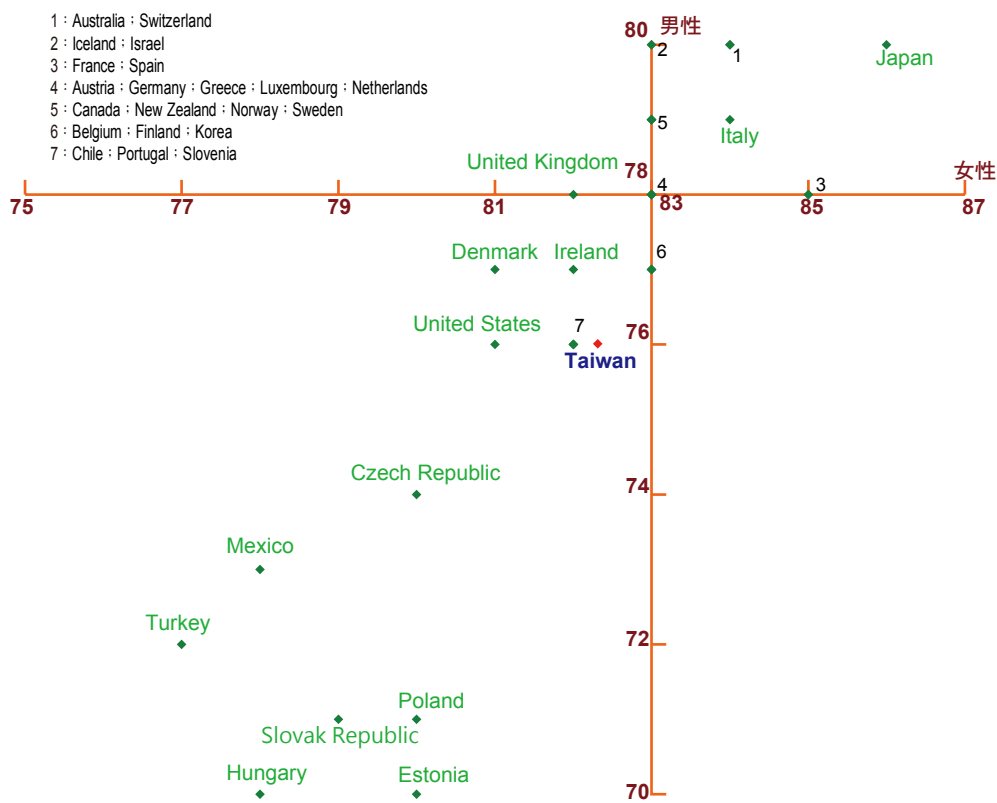 1：Australia；Switzerland
2：Iceland；Israel
3：France；Spain
4：Austria；Germany；Greece；Luxembourg；Netherlands
5：Canada；New Zealand；Norway；Sweden
6：Belgium；Finland；Korea
7：Chile；Portugal；Slovenia
80 男性
2
1
Japan
5
Italy
United Kingdom
78
女性
4
3
75
77
79
81
83
85
87
Denmark
Ireland
6
United States
7
76
Taiwan
Czech Republic
74
Mexico
Turkey
72
Poland
Slovak Republic
Hungary
Estonia
70